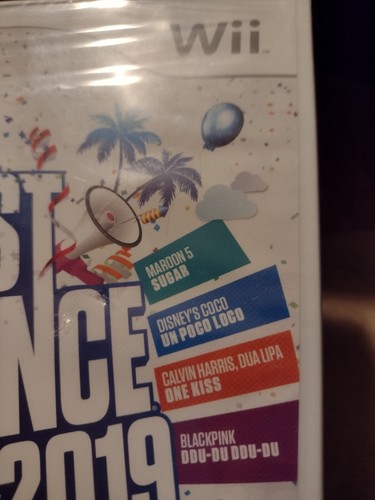 Wii
ST
MAROON 5
SUGAR
DISNEY'S COCO
UN POCO LOCO
NCE
CALVIN HARRIS, DUA LIPA
ONE KISS
BLACKPINK
DDU-DU DDU-DU
2019